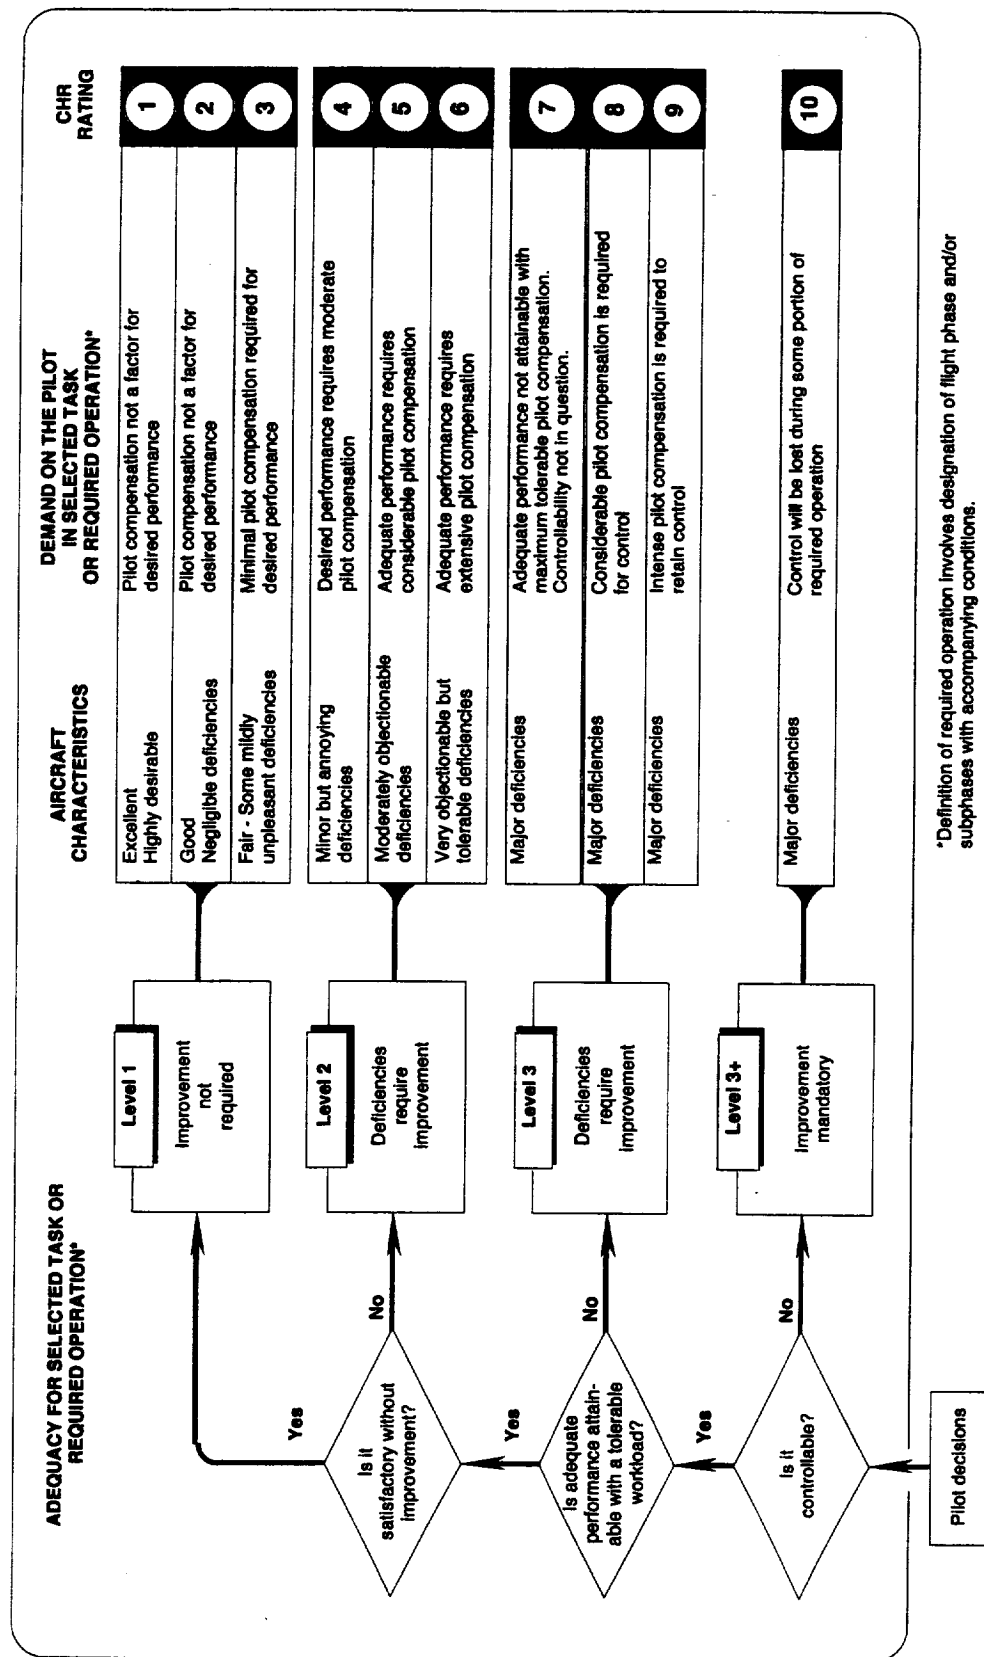 ADEQUACY FOR SELECTED TASK OR
REQUIRED OPERATION*
AIRCRAFT
CHARACTERISTICS
DEMAND ON THE PILOT
IN SELECTED TASK
OR REQUIRED OPERATION*
CHR
RATING
Is it
satisfactory without
improvement?
Yes
No
Level 1
Improvement
not
required
Excellent
Highly desirable
Pilot compensation not a factor for
desired performance
1
Good
Negligible deficiencies
Pilot compensation not a factor for
desired performance
2
Fair - Some mildly
unpleasant deficiencies
Minimal pilot compensation required for
desired performance
3
Level 2
Deficiencies
require
improvement
Minor but annoying
deficiencies
Desired performance requires moderate
pilot compensation
4
Moderately objectionable
deficiencies
Adequate performance requires
considerable pilot compensation
5
Very objectionable but
tolerable deficiencies
Adequate performance requires
extensive pilot compensation
6
Is adequate
performance attain-
able with a tolerable
workload?
Yes
No
Level 3
Deficiencies
require
improvement
Major deficiencies
Adequate performance not attainable with
maximum tolerable pilot compensation.
Controllability not in question.
7
Major deficiencies
Considerable pilot compensation is required
for control
8
Major deficiencies
Intense pilot compensation is required to
retain control
9
Is it
controllable?
Yes
No
Level 3+
Improvement
mandatory
Major deficiencies
Control will be lost during some portion of
required operation
10
Pilot decisions
*Definition of required operation involves designation of flight phase and/or
subphases with accompanying conditions.